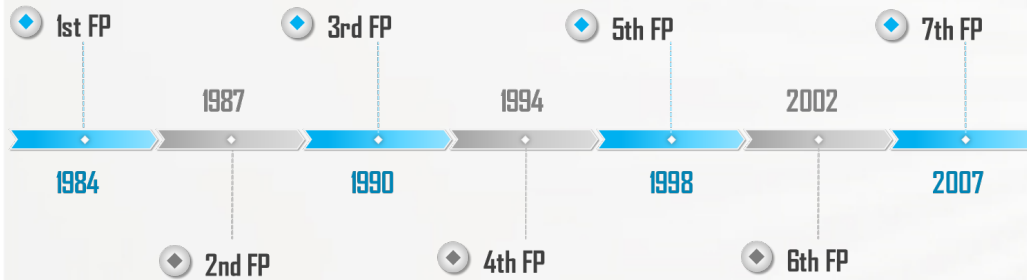 1st FP
3rd FP
5th FP
7th FP
1987
1994
2002
1984
1990
1998
2007
2nd FP
4th FP
6th FP